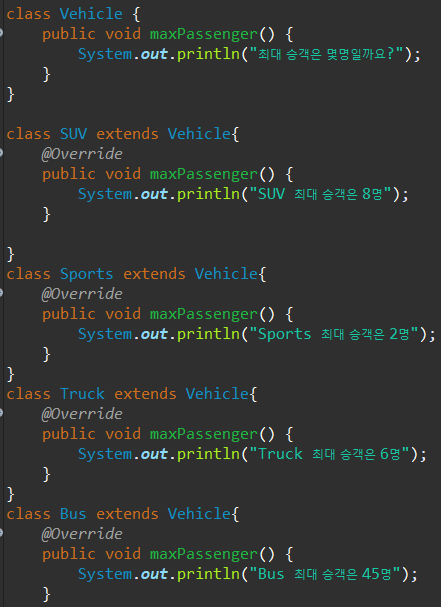 class Vehicle {
    public void maxPassenger() {
        System.out.println("최대 승객은 몇명일까요?");
    }
}

class SUV extends Vehicle{
    @Override
    public void maxPassenger() {
        System.out.println("SUV 최대 승객은 8명");
    }

}
class Sports extends Vehicle{
    @Override
    public void maxPassenger() {
        System.out.println("Sports 최대 승객은 2명");
    }
}
class Truck extends Vehicle{
    @Override
    public void maxPassenger() {
        System.out.println("Truck 최대 승객은 6명");
    }
}
class Bus extends Vehicle{
    @Override
    public void maxPassenger() {
        System.out.println("Bus 최대 승객은 45명");
    }